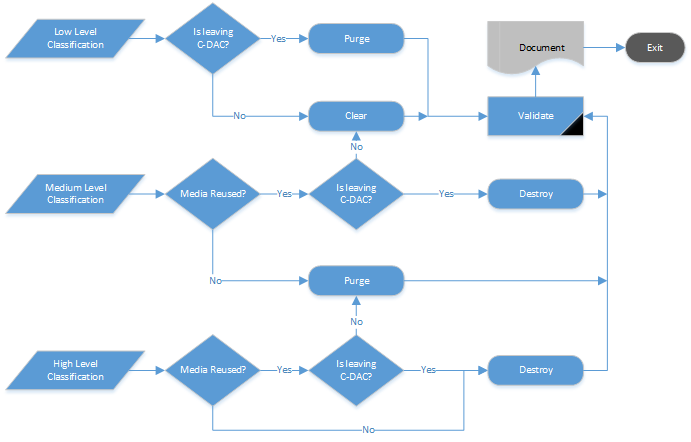 Low Level
Classification
Is leaving
C-DAC?
Yes
Purge
Document
Exit
No
Clear
Validate
No
Medium Level
Classification
Media Reused?
Yes
Is leaving
C-DAC?
Yes
Destroy
No
Purge
No
High Level
Classification
Media Reused?
Yes
Is leaving
C-DAC?
Yes
Destroy
No